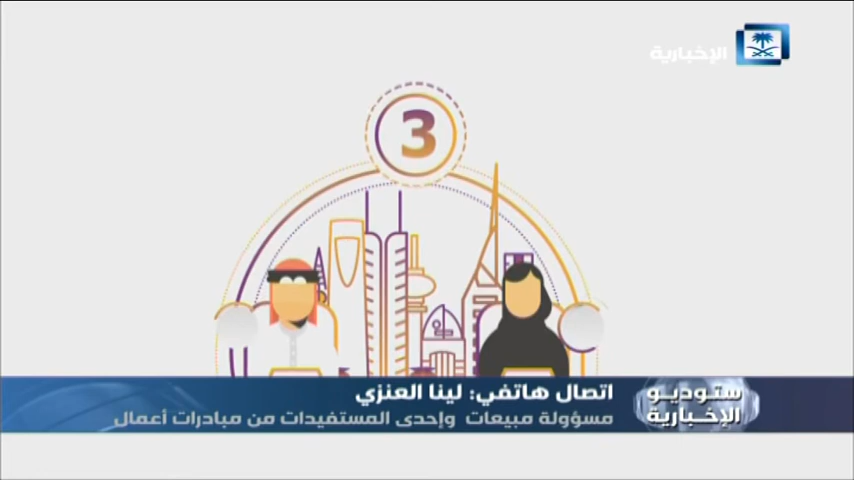 الإخبارية
3
اتصال هاتفي: لينا العنزي
مسؤولة مبيعات وإحدى المستفيدات من مبادرات أعمال
ستوديو
الإخبارية